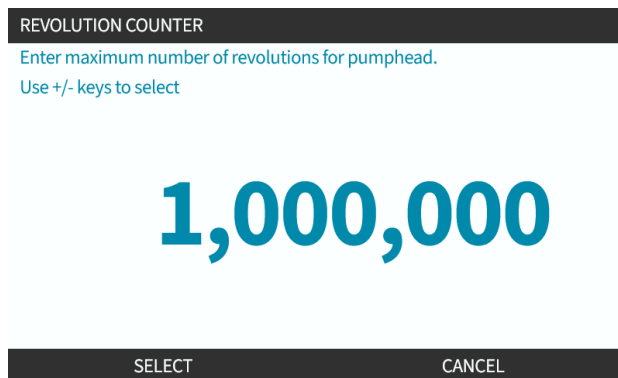 REVOLUTION COUNTER
Enter maximum number of revolutions for pumphead.
Use +/- keys to select
1,000,000
SELECT CANCEL